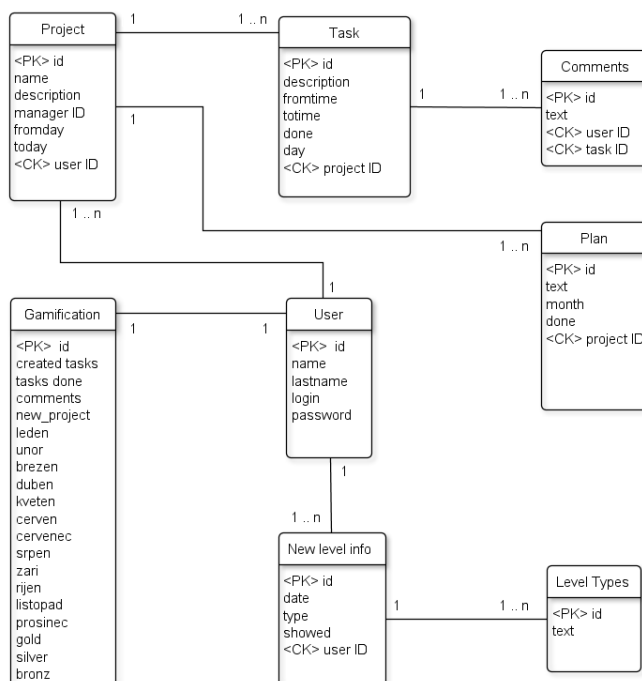 Project
<PK> id
name
description
manager ID
fromday
today
<CK> user ID
1
1 .. n
Task
<PK> id
description
fromtime
totime
done
day
<CK> project ID
1
1 .. n
Comments
<PK> id
text
<CK> user ID
<CK> task ID
1
1 .. n
Plan
<PK> id
text
month
done
<CK> project ID
1 .. n
1
Gamification
<PK> id
created tasks
tasks done
comments
new_project
leden
unor
brezen
duben
kveten
cerven
cervenec
srpen
zari
rijen
listopad
prosinec
gold
silver
bronz
1
1
User
<PK> id
name
lastname
login
password
1
1 .. n
New level info
<PK> id
date
type
showed
<CK> user ID
1
1 .. n
Level Types
<PK> id
text